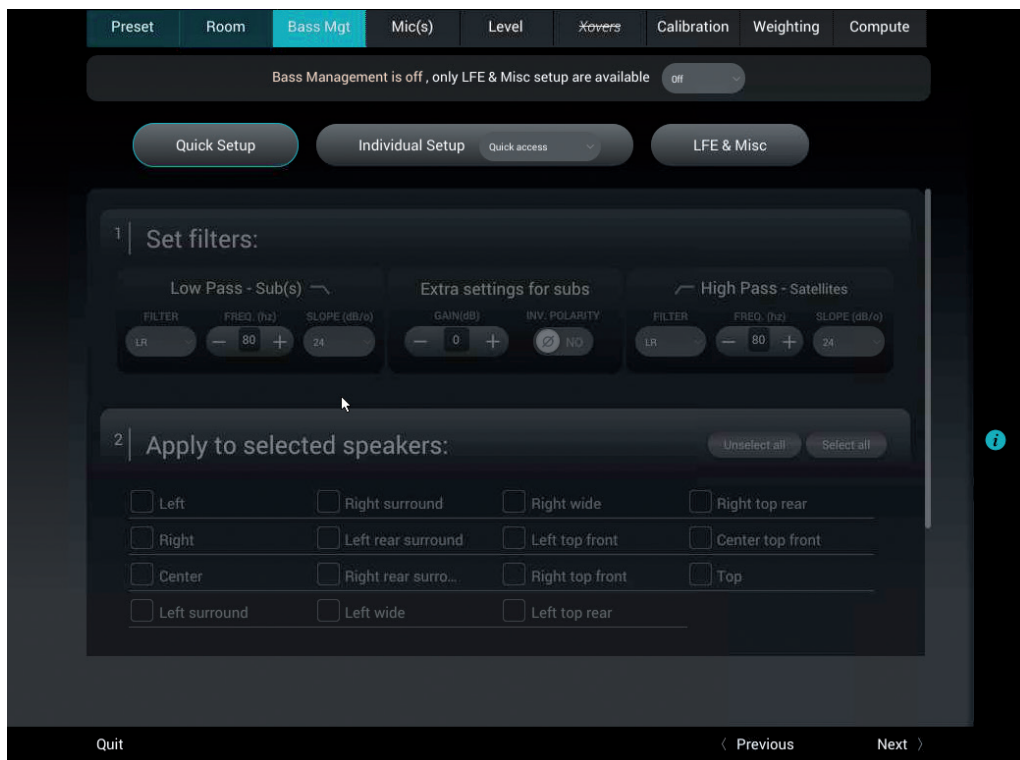 Preset Room Bass Mgt Mic(s) Level Xovers Calibration Weighting Compute
Bass Management is off , only LFE & Misc setup are available Off
Quick Setup Individual Setup Quick access LFE & Misc
1 Set filters:
Low Pass - Sub(s) Extra settings for subs High Pass - Satellites
FILTER FREQ. (hz) SLOPE (dB/o) GAIN(dB) INV. POLARITY FILTER FREQ. (hz) SLOPE (dB/o)
LR — 80 + 24 — 0 + Ø NO LR — 80 + 24
2 Apply to selected speakers: Unselect all Select all
Left Right surround Right wide Right top rear
Right Left rear surround Left top front Center top front
Center Right rear surro... Right top front Top
Left surround Left wide Left top rear
i
Quit Previous Next